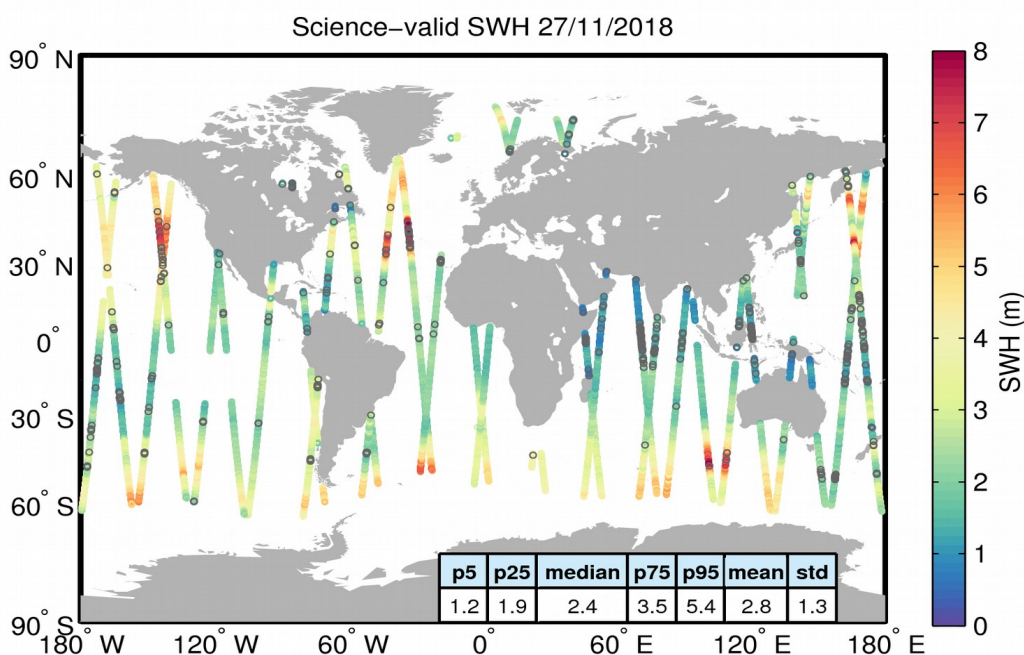 Science−valid SWH 27/11/2018
90° N
60° N
30° N
0°
30° S
60° S
90° S
180° W
120° W
60° W
0°
60° E
120° E
180° E
p5 p25 median p75 p95 mean std
1.2 1.9 2.4 3.5 5.4 2.8 1.3
8
7
6
5
4
3
2
1
0
SWH (m)